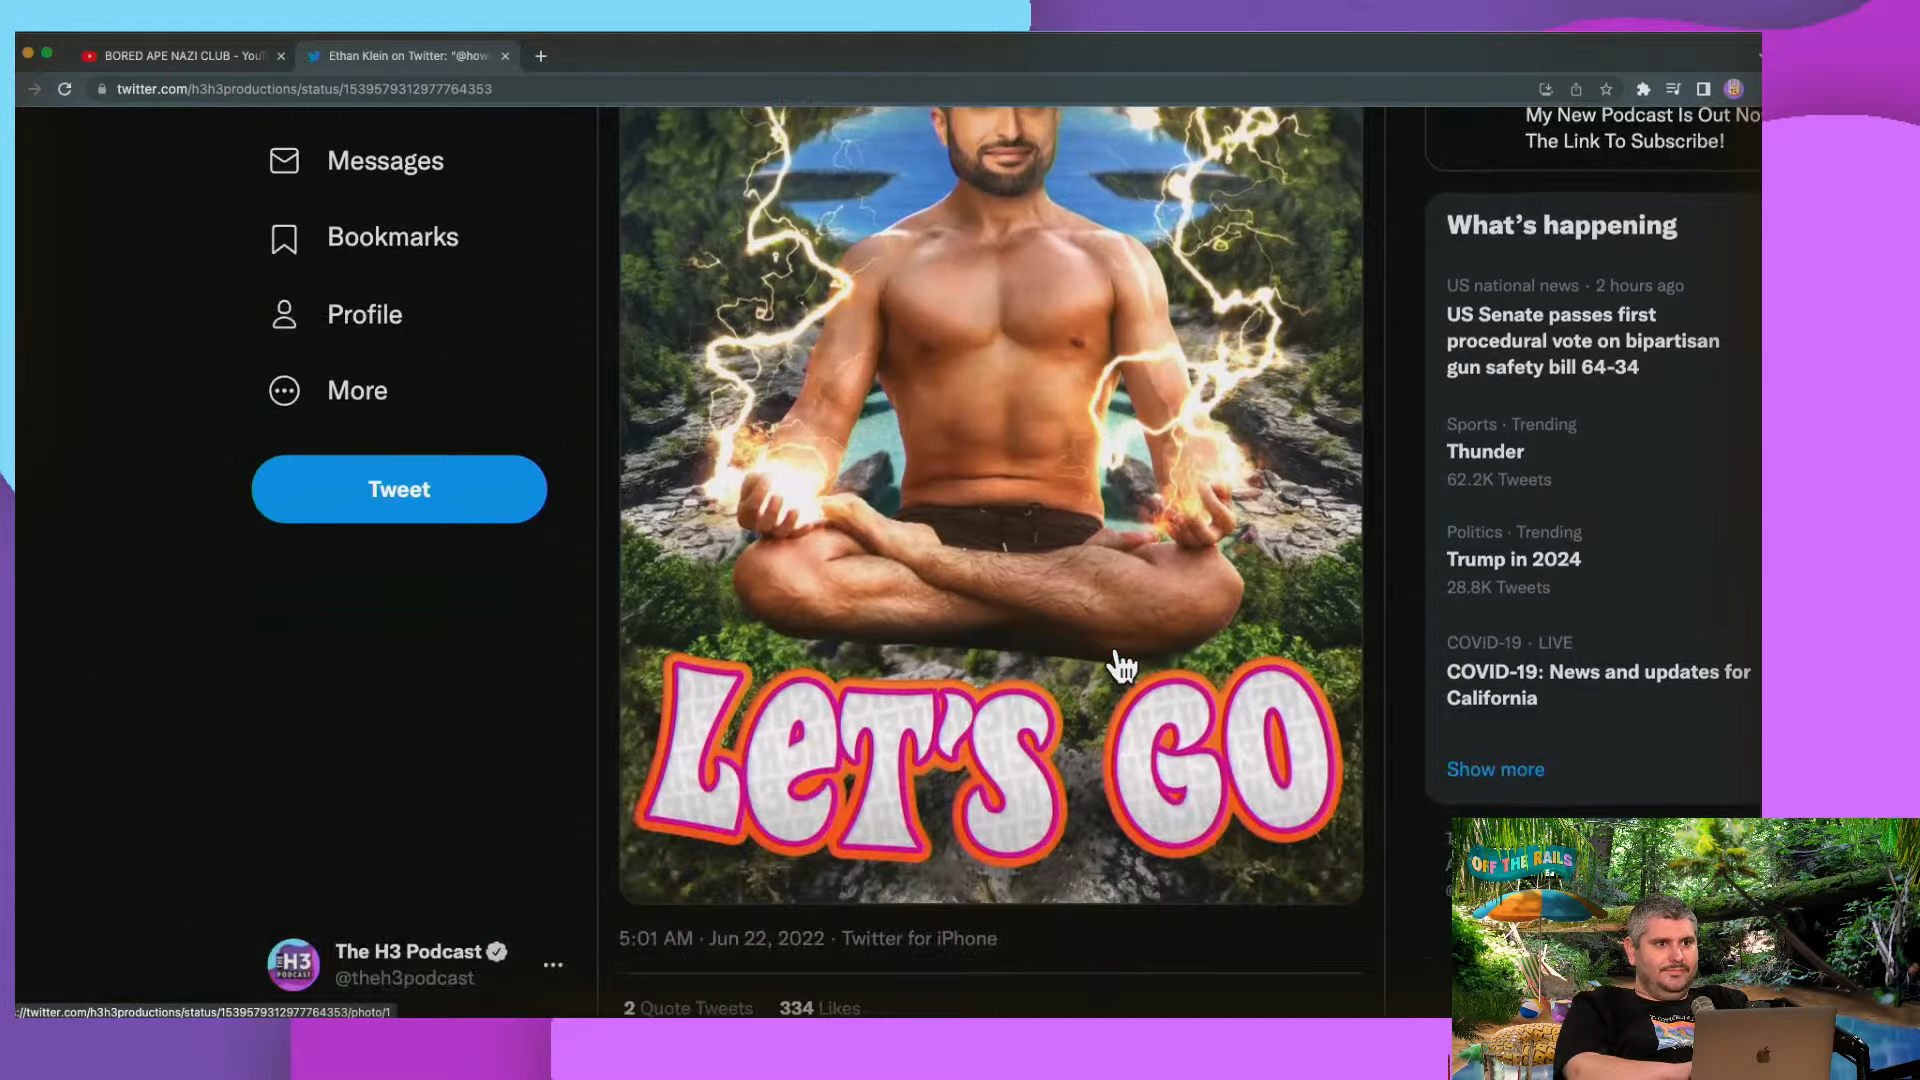 BORED APE NAZI CLUB - YouT
Ethan Klein on Twitter: "@how
twitter.com/h3h3productions/status/1539579312977764353
Messages
Bookmarks
Profile
More
Tweet
The H3 Podcast
@theh3podcast
://twitter.com/h3h3productions/status/1539579312977764353/photo/1
LET'S GO
5:01 AM · Jun 22, 2022 · Twitter for iPhone
2 Quote Tweets 334 Likes
My New Podcast Is Out No
The Link To Subscribe!
What's happening
US national news · 2 hours ago
US Senate passes first
procedural vote on bipartisan
gun safety bill 64-34
Sports · Trending
Thunder
62.2K Tweets
Politics · Trending
Trump in 2024
28.8K Tweets
COVID-19 · LIVE
COVID-19: News and updates for
California
Show more
OFF THE RAILS